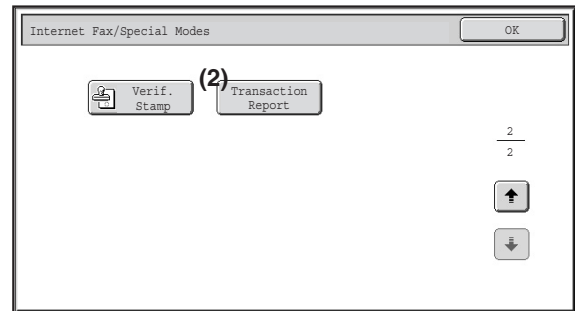 Internet Fax/Special Modes
OK
Verif.
Stamp
(2)
Transaction
Report
2
2